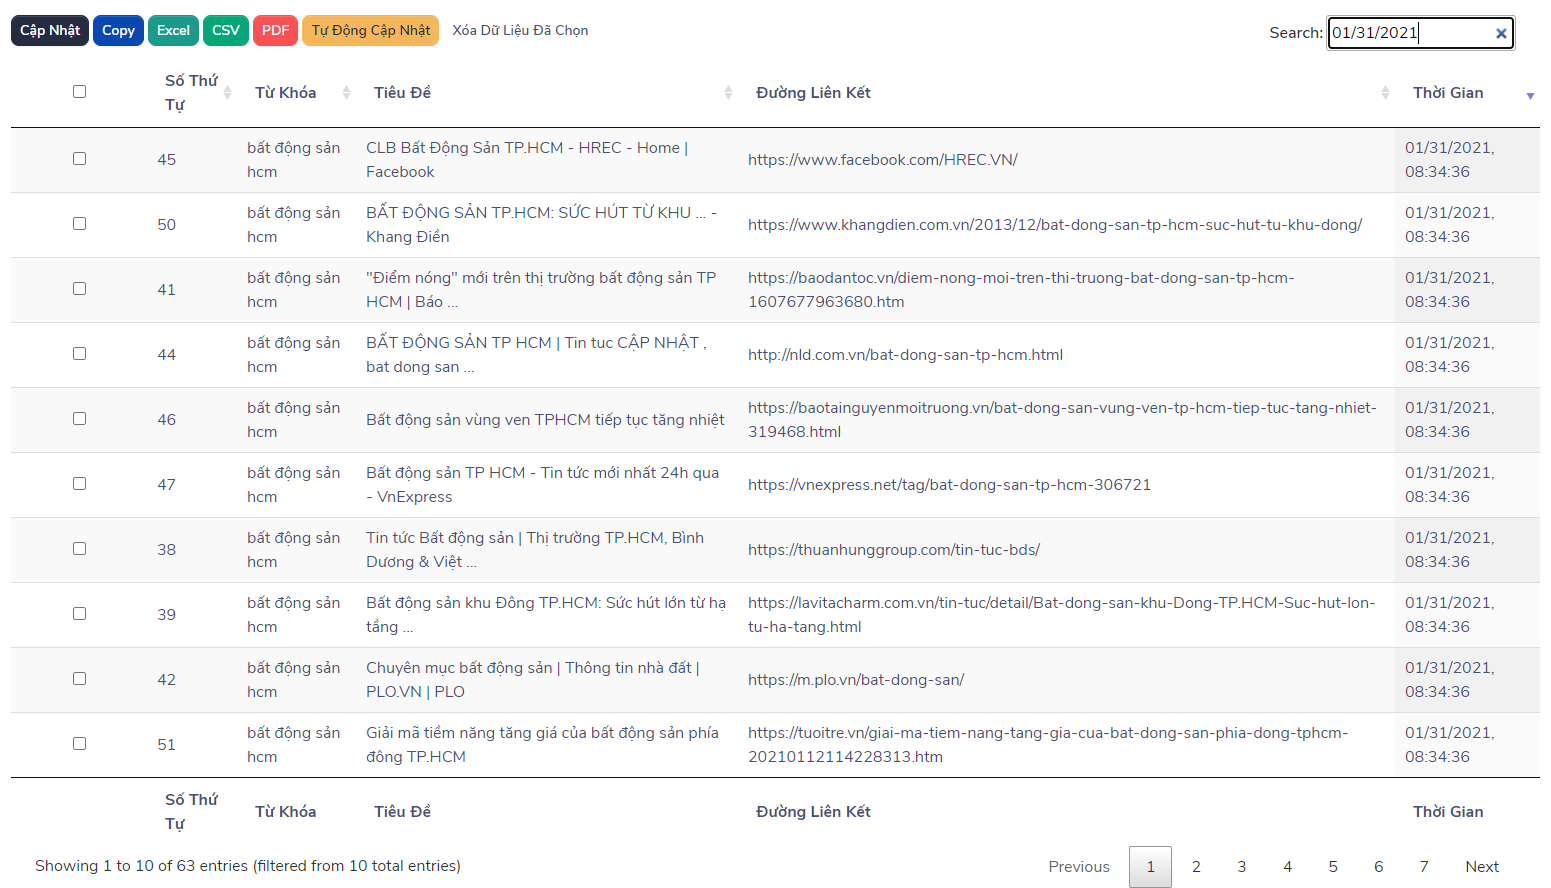 Cập Nhật Copy Excel CSV PDF Tự Động Cập Nhật Xóa Dữ Liệu Đã Chọn Search: 01/31/2021
Số Thứ Tự Từ Khóa Tiêu Đề Đường Liên Kết Thời Gian
45 bất động sản hcm CLB Bất Động Sản TP.HCM - HREC - Home | Facebook https://www.facebook.com/HREC.VN/ 01/31/2021, 08:34:36
50 bất động sản hcm BẤT ĐỘNG SẢN TP.HCM: SỨC HÚT TỪ KHU ... - Khang Điền https://www.khangdien.com.vn/2013/12/bat-dong-san-tp-hcm-suc-hut-tu-khu-dong/ 01/31/2021, 08:34:36
41 bất động sản hcm "Điểm nóng" mới trên thị trường bất động sản TP HCM | Báo ... https://baodantoc.vn/diem-nong-moi-tren-thi-truong-bat-dong-san-tp-hcm-1607677963680.htm 01/31/2021, 08:34:36
44 bất động sản hcm BẤT ĐỘNG SẢN TP HCM | Tin tuc CẬP NHẬT , bat dong san ... http://nld.com.vn/bat-dong-san-tp-hcm.html 01/31/2021, 08:34:36
46 bất động sản hcm Bất động sản vùng ven TPHCM tiếp tục tăng nhiệt https://baotainguyenmoitruong.vn/bat-dong-san-vung-ven-tp-hcm-tiep-tuc-tang-nhiet-319468.html 01/31/2021, 08:34:36
47 bất động sản hcm Bất động sản TP HCM - Tin tức mới nhất 24h qua - VnExpress https://vnexpress.net/tag/bat-dong-san-tp-hcm-306721 01/31/2021, 08:34:36
38 bất động sản hcm Tin tức Bất động sản | Thị trường TP.HCM, Bình Dương & Việt ... https://thuanhunggroup.com/tin-tuc-bds/ 01/31/2021, 08:34:36
39 bất động sản hcm Bất động sản khu Đông TP.HCM: Sức hút lớn từ hạ tầng ... https://lavitacharm.com.vn/tin-tuc/detail/Bat-dong-san-khu-Dong-TP.HCM-Suc-hut-lon-tu-ha-tang.html 01/31/2021, 08:34:36
42 bất động sản hcm Chuyên mục bất động sản | Thông tin nhà đất | PLO.VN | PLO https://m.plo.vn/bat-dong-san/ 01/31/2021, 08:34:36
51 bất động sản hcm Giải mã tiềm năng tăng giá của bất động sản phía đông TP.HCM https://tuoitre.vn/giai-ma-tiem-nang-tang-gia-cua-bat-dong-san-phia-dong-tphcm-20210112114228313.htm 01/31/2021, 08:34:36
Số Thứ Tự Từ Khóa Tiêu Đề Đường Liên Kết Thời Gian
Showing 1 to 10 of 63 entries (filtered from 10 total entries) Previous 1 2 3 4 5 6 7 Next